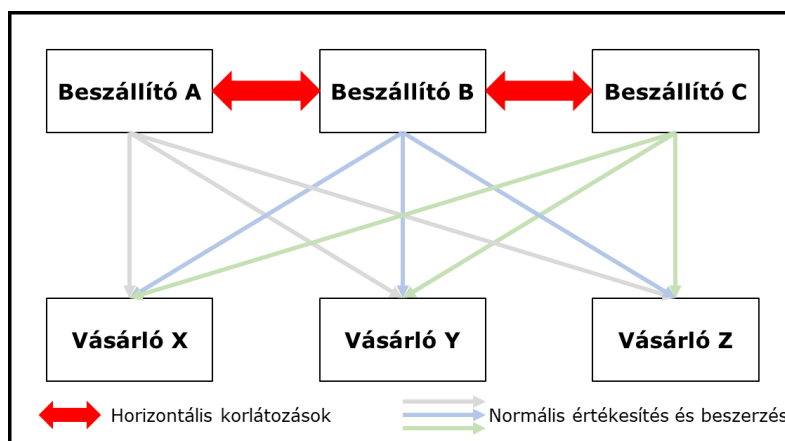 Beszállító A
Beszállító B
Beszállító C
Vásárló X
Vásárló Y
Vásárló Z
Horizontális korlátozások
Normális értékesítés és beszerzés